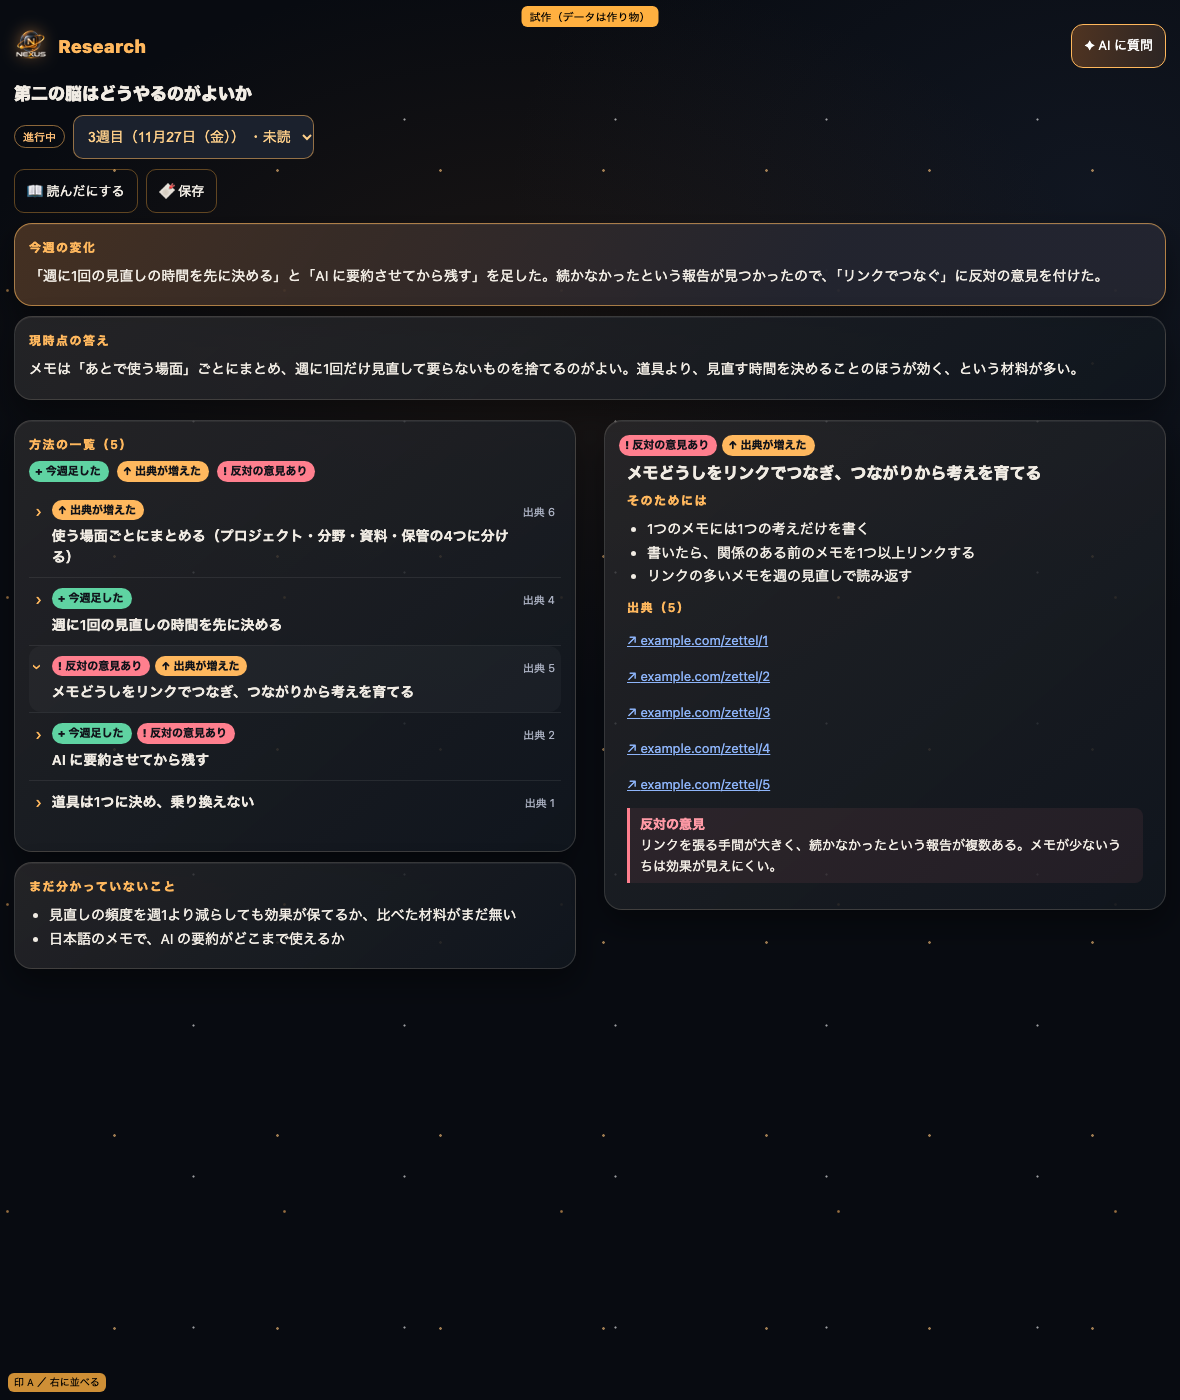 試作（データは作り物）
NEXUS
Research
✦ AI に質問
第二の脳はどうやるのがよいか
進行中
3週目（11月27日（金））・未読
📖 読んだにする
🔖 保存
今週の変化
「週に1回の見直しの時間を先に決める」と「AI に要約させてから残す」を足した。続かなかったという報告が見つかったので、「リンクでつなぐ」に反対の意見を付けた。
現時点の答え
メモは「あとで使う場面」ごとにまとめ、週に1回だけ見直して要らないものを捨てるのがよい。道具より、見直す時間を決めることのほうが効く、という材料が多い。
方法の一覧（5）
+ 今週足した ↑ 出典が増えた ! 反対の意見あり
› ↑ 出典が増えた 出典 6
使う場面ごとにまとめる（プロジェクト・分野・資料・保管の4つに分け
る）
› + 今週足した 出典 4
週に1回の見直しの時間を先に決める
! 反対の意見あり ↑ 出典が増えた 出典 5
メモどうしをリンクでつなぎ、つながりから考えを育てる
› + 今週足した ! 反対の意見あり 出典 2
AI に要約させてから残す
› 道具は1つに決め、乗り換えない 出典 1
まだ分かっていないこと
• 見直しの頻度を週1より減らしても効果が保てるか、比べた材料がまだ無い
• 日本語のメモで、AI の要約がどこまで使えるか
! 反対の意見あり ↑ 出典が増えた
メモどうしをリンクでつなぎ、つながりから考えを育てる
そのためには
• 1つのメモには1つの考えだけを書く
• 書いたら、関係のある前のメモを1つ以上リンクする
• リンクの多いメモを週の見直しで読み返す
出典（5）
↗ example.com/zettel/1
↗ example.com/zettel/2
↗ example.com/zettel/3
↗ example.com/zettel/4
↗ example.com/zettel/5
反対の意見
リンクを張る手間が大きく、続かなかったという報告が複数ある。メモが少ないう
ちは効果が見えにくい。
印 A ／ 右に並べる